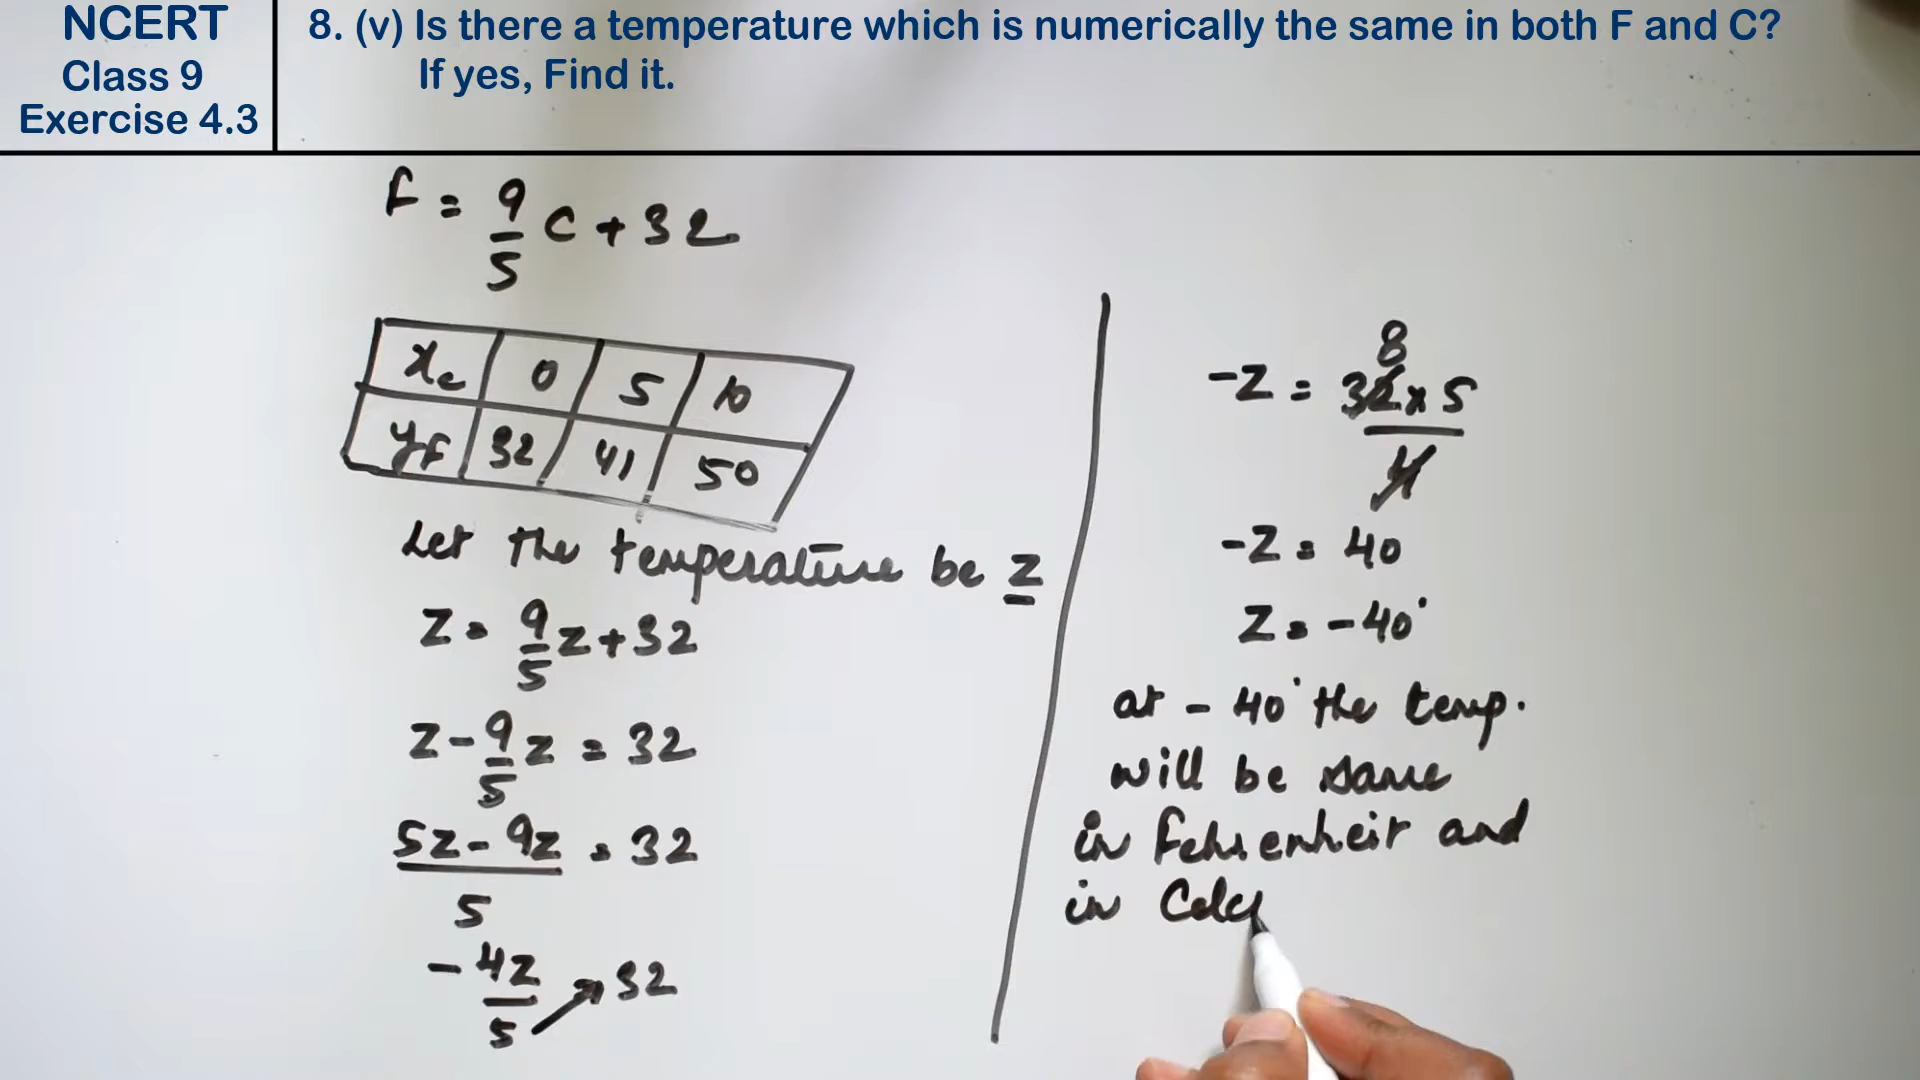 NCERT
Class 9
Exercise 4.3
8. (v) Is there a temperature which is numerically the same in both F and C?
If yes, Find it.
F = 9/5 C + 32
xc 0 5 10
yF 32 41 50
Let the temperature be z
z = 9/5 z + 32
z - 9/5 z = 32
5z - 9z / 5 = 32
- 4z / 5 32
8
-z = 32 x 5 / 4
-z = 40
z = -40°
at - 40° the temp.
will be same
in Fehrenheit and
in Celc